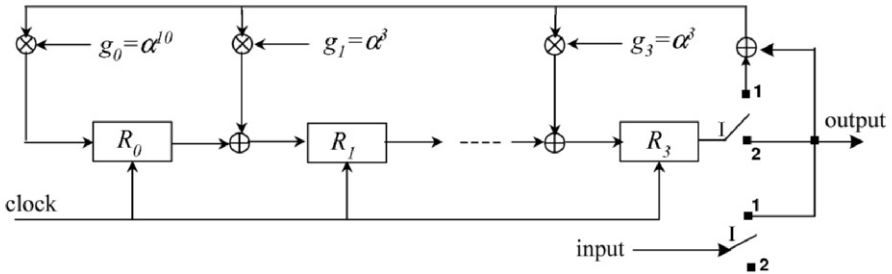 g₀=α¹⁰
g₁=α³
g₃=α³
1
R₀
R₁
R₃
I
2
output
clock
1
input
I
2